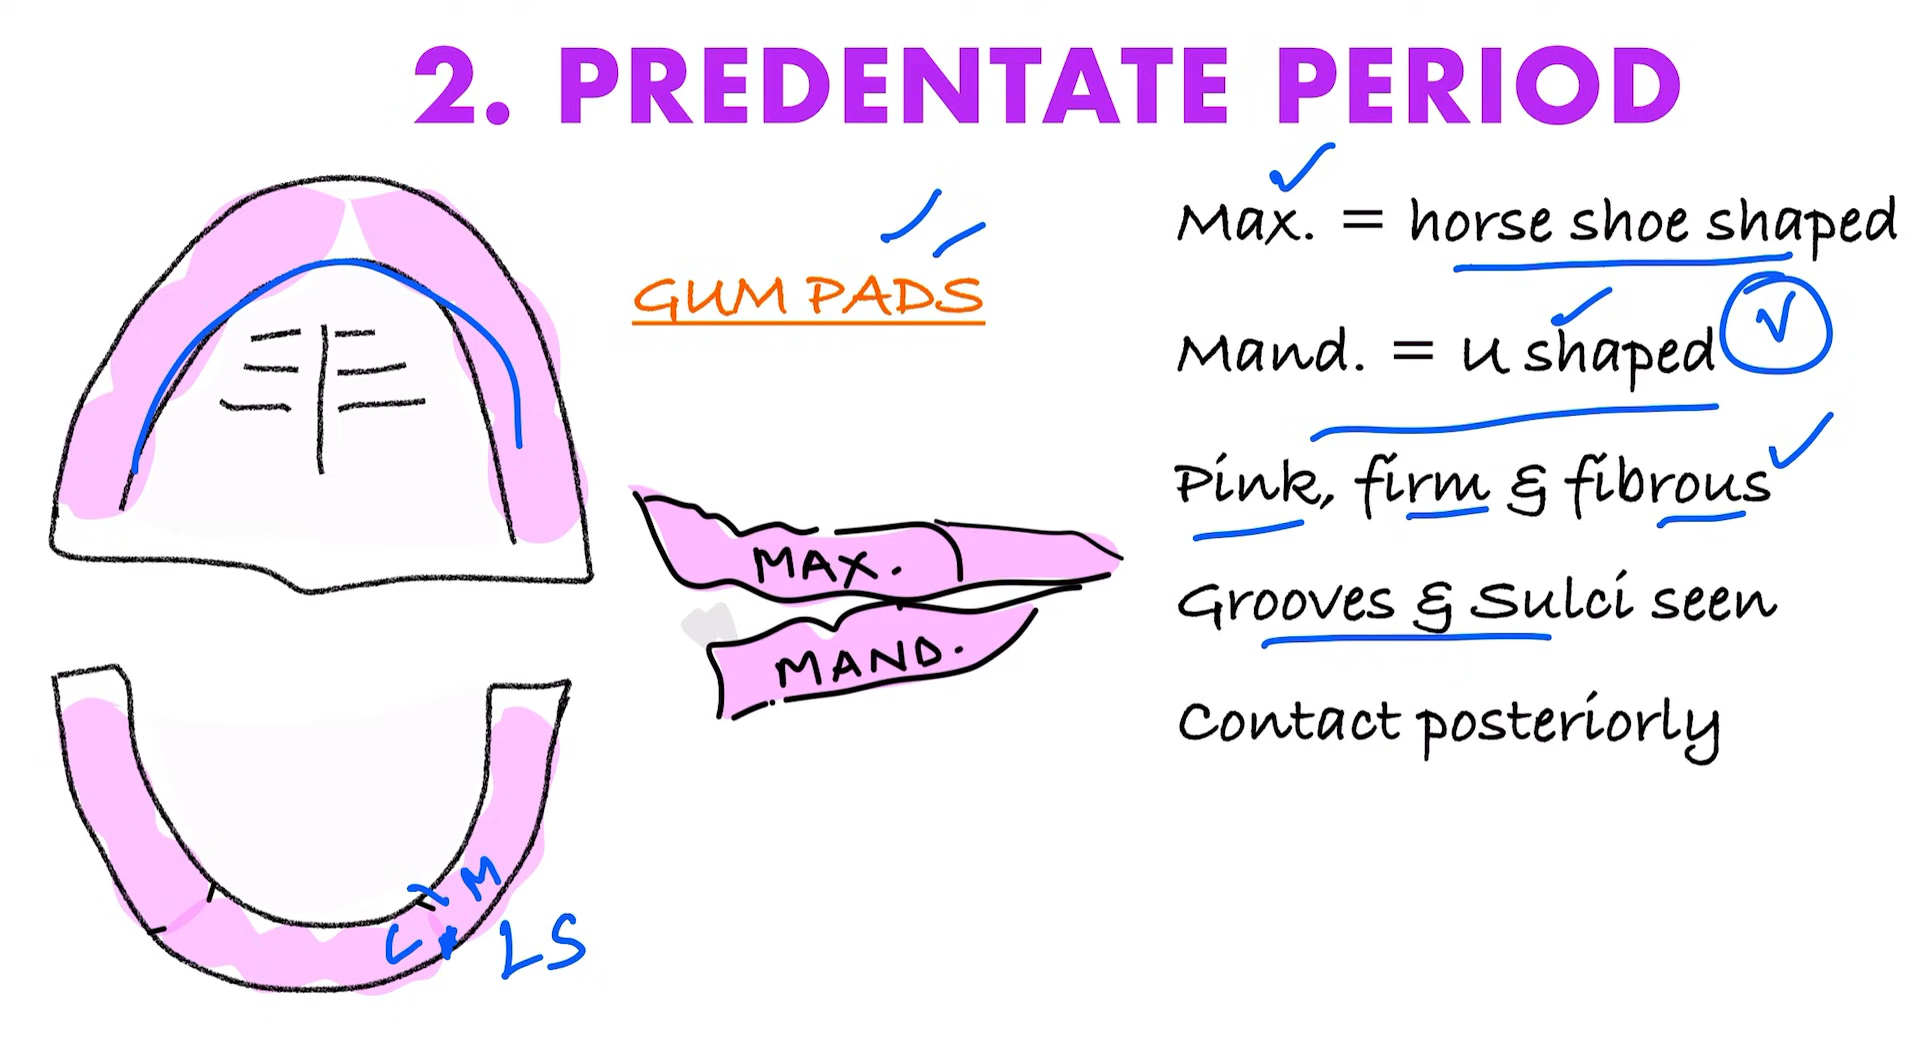 2. PREDENTATE PERIOD
GUM PADS
Max. = horse shoe shaped
Mand. = U shaped
Pink, firm & fibrous
Grooves & Sulci seen
Contact posteriorly
MAX.
MAND.
M
C
LS